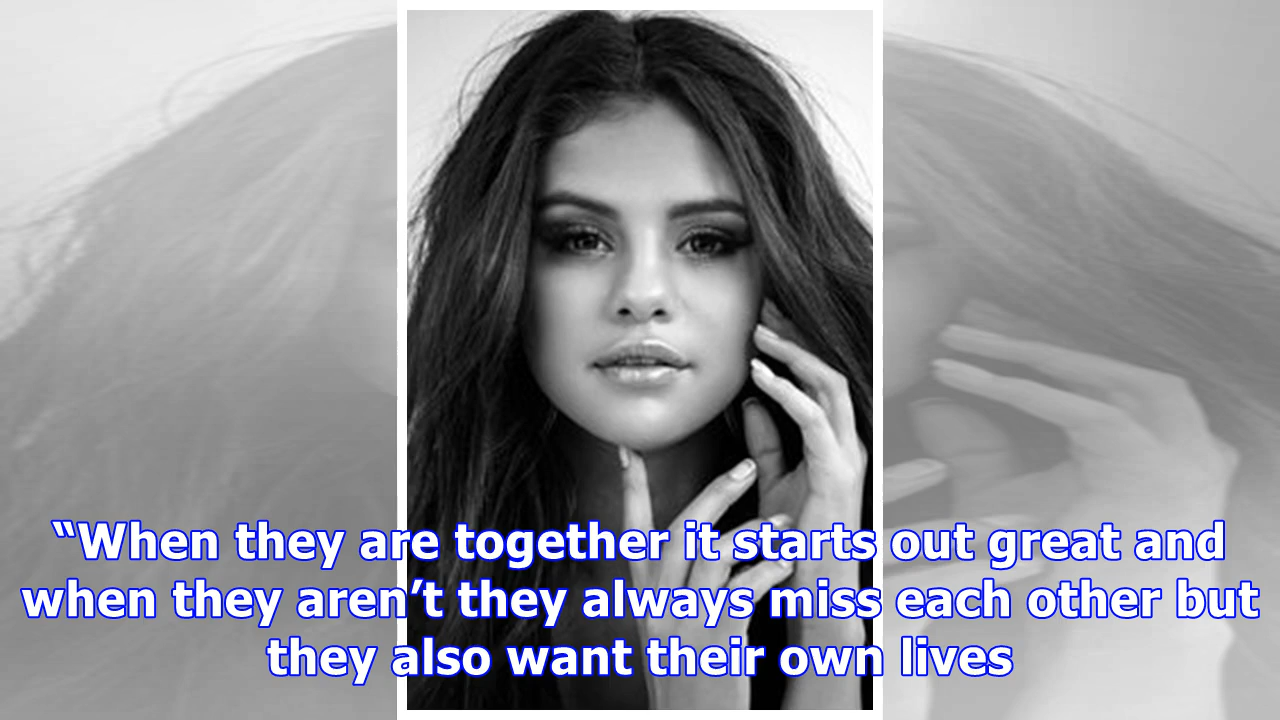 “When they are together it starts out great and
when they aren’t they always miss each other but
they also want their own lives